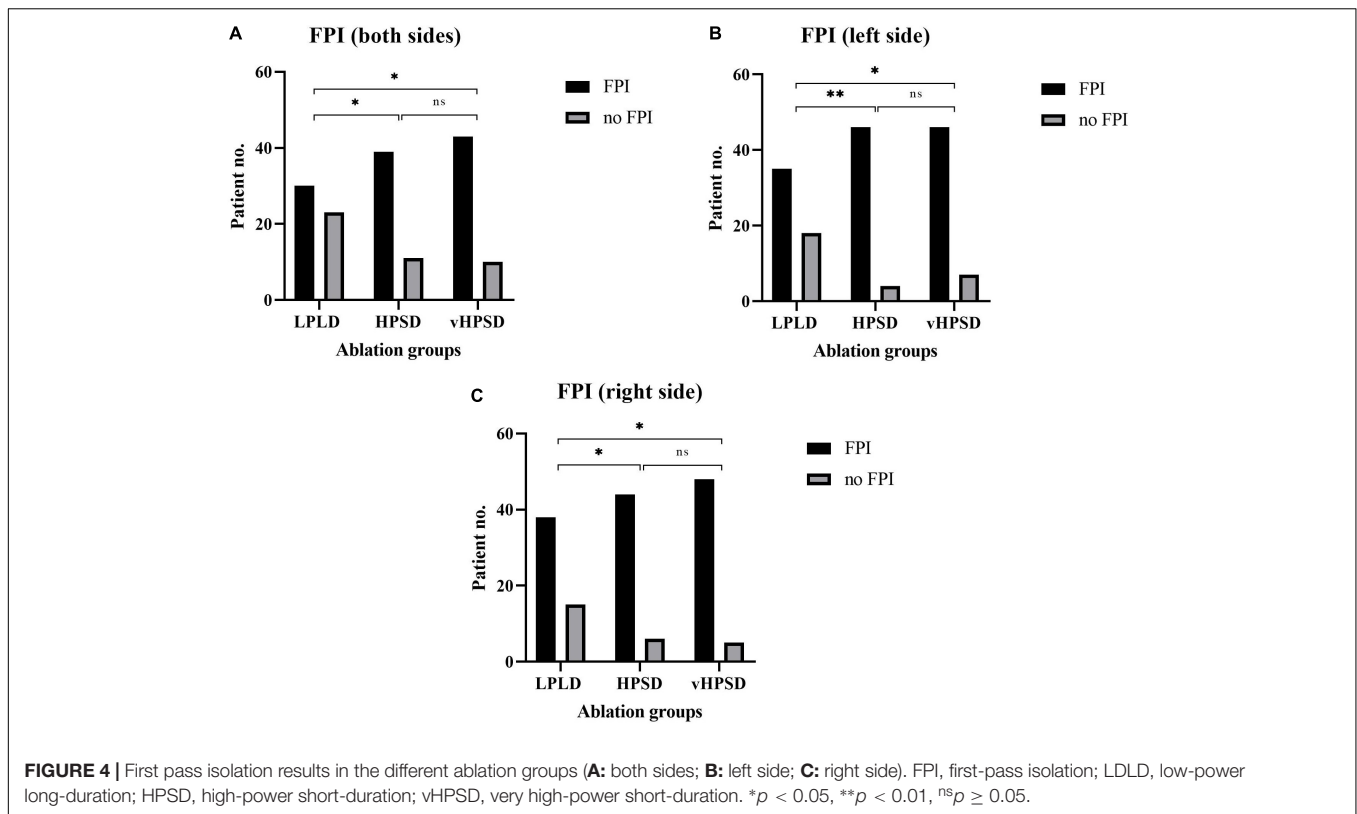 A
FPI (both sides)
60
40
20
0
Patient no.
*
*
ns
FPI
no FPI
LPLD HPSD vHPSD
Ablation groups
B
FPI (left side)
60
40
20
0
Patient no.
*
**
ns
FPI
no FPI
LPLD HPSD vHPSD
Ablation groups
C
FPI (right side)
60
40
20
0
Patient no.
*
*
ns
FPI
no FPI
LPLD HPSD vHPSD
Ablation groups
FIGURE 4 | First pass isolation results in the different ablation groups (A: both sides; B: left side; C: right side). FPI, first-pass isolation; LDLD, low-power
long-duration; HPSD, high-power short-duration; vHPSD, very high-power short-duration. *p < 0.05, **p < 0.01, nsp ≥ 0.05.